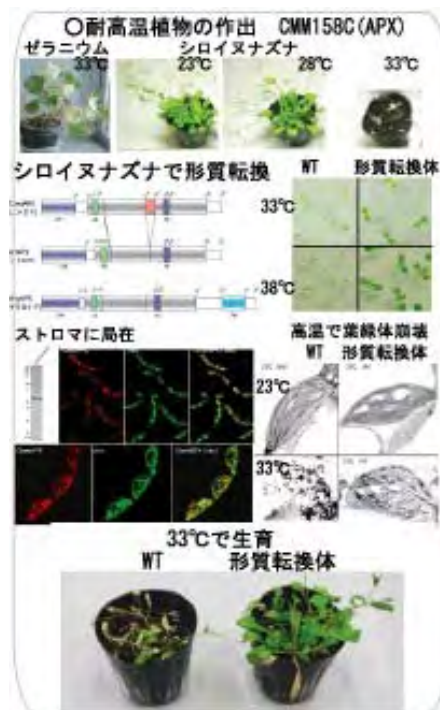 ○耐高温植物の作出 CMM158C(APX)
ゼラニウム シロイヌナズナ
33℃ 23℃ 28℃ 33℃
シロイヌナズナで形質転換
WT 形質転換体
33℃
38℃
ストロマに局在
高温で葉緑体崩壊
WT 形質転換体
23℃
33℃
33℃で生育
WT 形質転換体